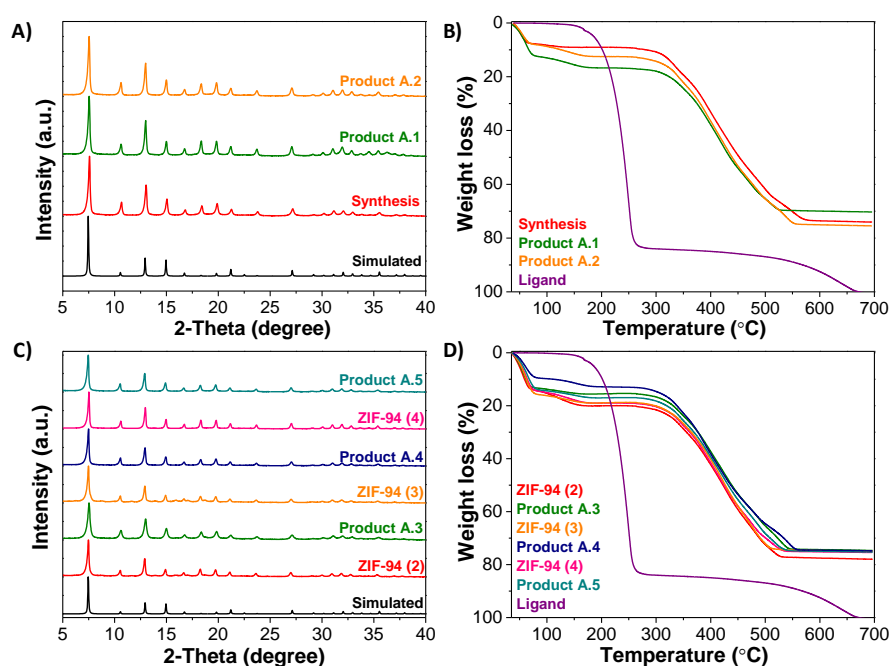 A)
Product A.2
Product A.1
Synthesis
Simulated
Intensity (a.u.)
5 10 15 20 25 30 35 40
2-Theta (degree)
B)
0
20
40
60
80
100
Weight loss (%)
Synthesis
Product A.1
Product A.2
Ligand
100 200 300 400 500 600 700
Temperature (°C)
C)
Product A.5
ZIF-94 (4)
Product A.4
ZIF-94 (3)
Product A.3
ZIF-94 (2)
Simulated
Intensity (a.u.)
5 10 15 20 25 30 35 40
2-Theta (degree)
D)
0
20
40
60
80
100
Weight loss (%)
ZIF-94 (2)
Product A.3
ZIF-94 (3)
Product A.4
ZIF-94 (4)
Product A.5
Ligand
100 200 300 400 500 600 700
Temperature (°C)